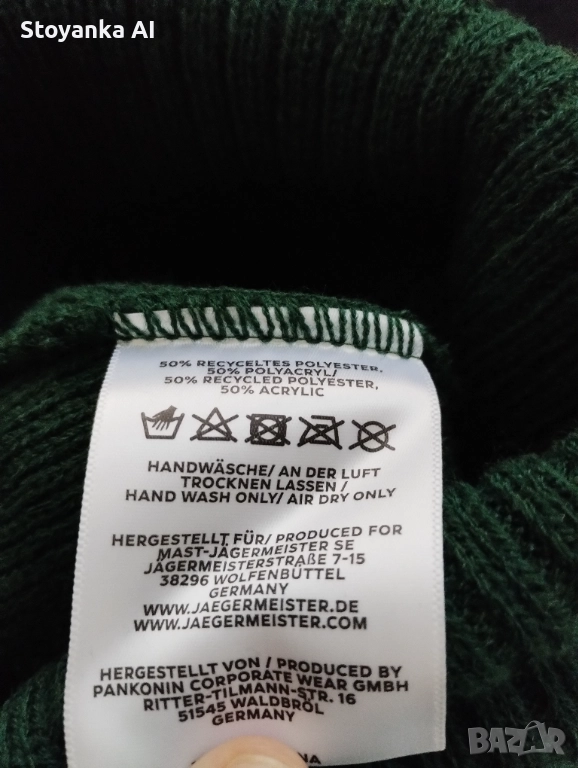 Stoyanka AI
50% RECYCELTES POLYESTER,
50% POLYACRYL/
50% RECYCLED POLYESTER,
50% ACRYLIC
HANDWÄSCHE/ AN DER LUFT
TROCKNEN LASSEN /
HAND WASH ONLY/ AIR DRY ONLY
HERGESTELLT FÜR/ PRODUCED FOR
MAST-JÄGERMEISTER SE
JÄGERMEISTERSTRAßE 7-15
38296 WOLFENBÜTTEL
GERMANY
WWW.JAEGERMEISTER.DE
WWW.JAEGERMEISTER.COM
HERGESTELLT VON / PRODUCED BY
PANKONIN CORPORATE WEAR GMBH
RITTER-TILMANN-STR. 16
51545 WALDBRÖL
GERMANY
BAZAR